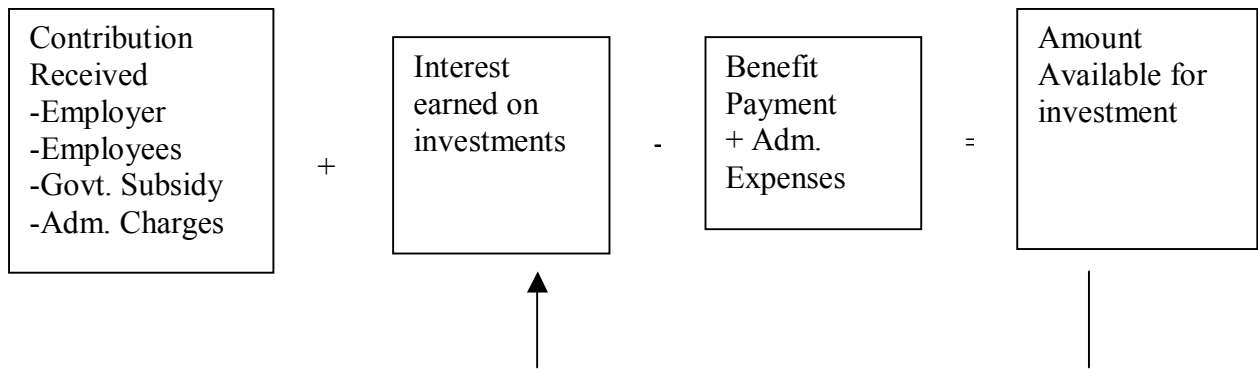 Contribution
Received
-Employer
-Employees
-Govt. Subsidy
-Adm. Charges
+
Interest
earned on
investments
-
Benefit
Payment
+ Adm.
Expenses
=
Amount
Available for
investment